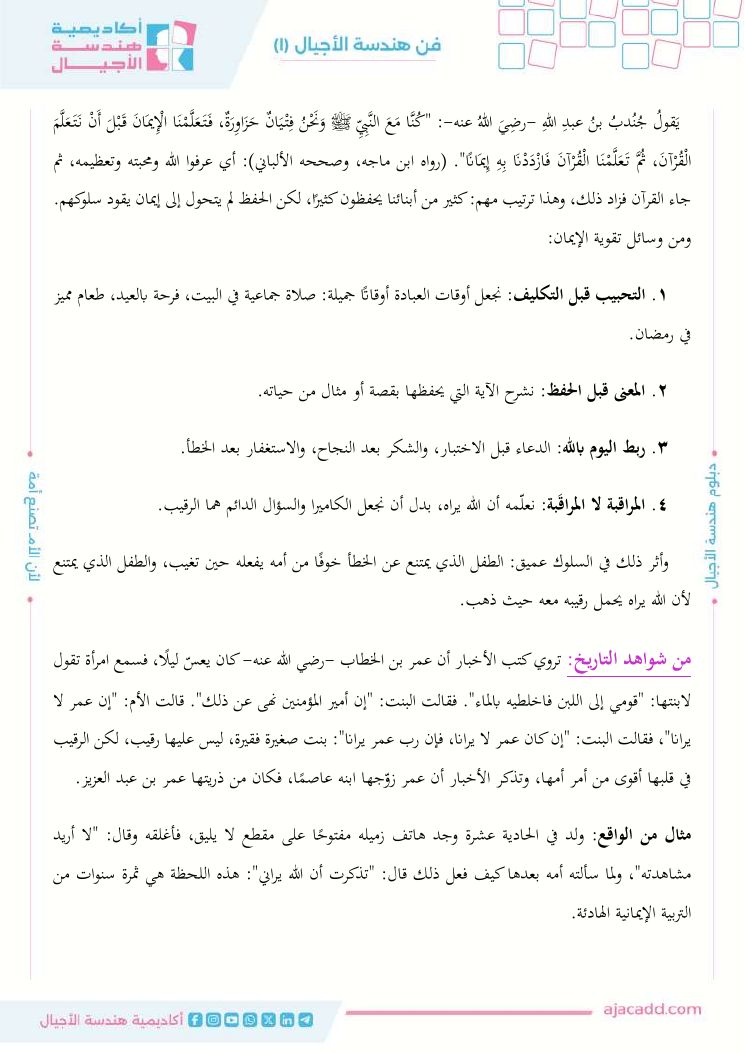 أكاديمية
هندسة
الأجيال
فن هندسة الأجيال (١)
يَقولُ جُندبُ بنُ عبدِ اللهِ -رضِيَ اللهُ عنه-: "كُنَّا مَعَ النَّبِيِّ ﷺ وَنَحْنُ فِتْيَانٌ حَزَاوِرَةٌ، فَتَعَلَّمْنَا الْإِيمَانَ قَبْلَ أَنْ نَتَعَلَّمَ
الْقُرْآنَ، ثُمَّ تَعَلَّمْنَا الْقُرْآنَ فَازْدَدْنَا بِهِ إِيمَانًا". (رواه ابن ماجه، وصححه الألباني): أي عرفوا الله ومحبته وتعظيمه، ثم
جاء القرآن فزاد ذلك، وهذا ترتيب مهم: كثير من أبنائنا يحفظون كثيرًا، لكن الحفظ لم يتحول إلى إيمان يقود سلوكهم.
ومن وسائل تقوية الإيمان:
١. التحبيب قبل التكليف: نجعل أوقات العبادة أوقاتًا جميلة: صلاة جماعية في البيت، فرحة بالعيد، طعام مميز
في رمضان.
٢. المعنى قبل الحفظ: نشرح الآية التي يحفظها بقصة أو مثال من حياته.
٣. ربط اليوم بالله: الدعاء قبل الاختبار، والشكر بعد النجاح، والاستغفار بعد الخطأ.
٤. المراقبة لا المراقَبة: نعلّمه أن الله يراه، بدل أن نجعل الكاميرا والسؤال الدائم هما الرقيب.
وأثر ذلك في السلوك عميق: الطفل الذي يمتنع عن الخطأ خوفًا من أمه يفعله حين تغيب، والطفل الذي يمتنع
لأن الله يراه يحمل رقيبه معه حيث ذهب.
من شواهد التاريخ: تروي كتب الأخبار أن عمر بن الخطاب -رضي الله عنه- كان يعسّ ليلًا، فسمع امرأة تقول
لابنتها: "قومي إلى اللبن فاخلطيه بالماء". فقالت البنت: "إن أمير المؤمنين نهى عن ذلك". قالت الأم: "إن عمر لا
يرانا"، فقالت البنت: "إن كان عمر لا يرانا، فإن رب عمر يرانا": بنت صغيرة فقيرة، ليس عليها رقيب، لكن الرقيب
في قلبها أقوى من أمر أمها، وتذكر الأخبار أن عمر زوّجها ابنه عاصمًا، فكان من ذريتها عمر بن عبد العزيز.
مثال من الواقع: ولد في الحادية عشرة وجد هاتف زميله مفتوحًا على مقطع لا يليق، فأغلقه وقال: "لا أريد
مشاهدته"، ولما سألته أمه بعدها كيف فعل ذلك قال: "تذكرت أن الله يراني": هذه اللحظة هي ثمرة سنوات من
التربية الإيمانية الهادئة.
دبلوم هندسة الأجيال
لأن الأم تصنع أمة
أكاديمية هندسة الأجيال
ajacadd.com